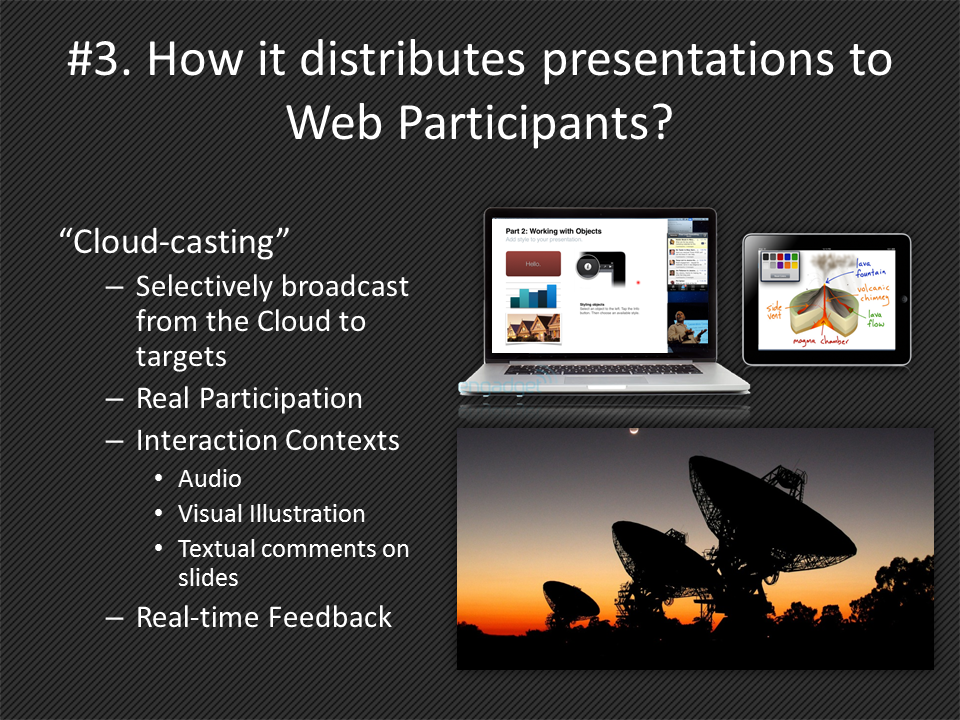 #3. How it distributes presentations to
Web Participants?
“Cloud-casting”
– Selectively broadcast
from the Cloud to
targets
– Real Participation
– Interaction Contexts
• Audio
• Visual Illustration
• Textual comments on
slides
– Real-time Feedback
Part 2: Working with Objects
Add style to your presentation.
Hello.
Styling objects
lava
fountain
volcanic
chimney
side
vent
lava
flow
magma chamber
engadget